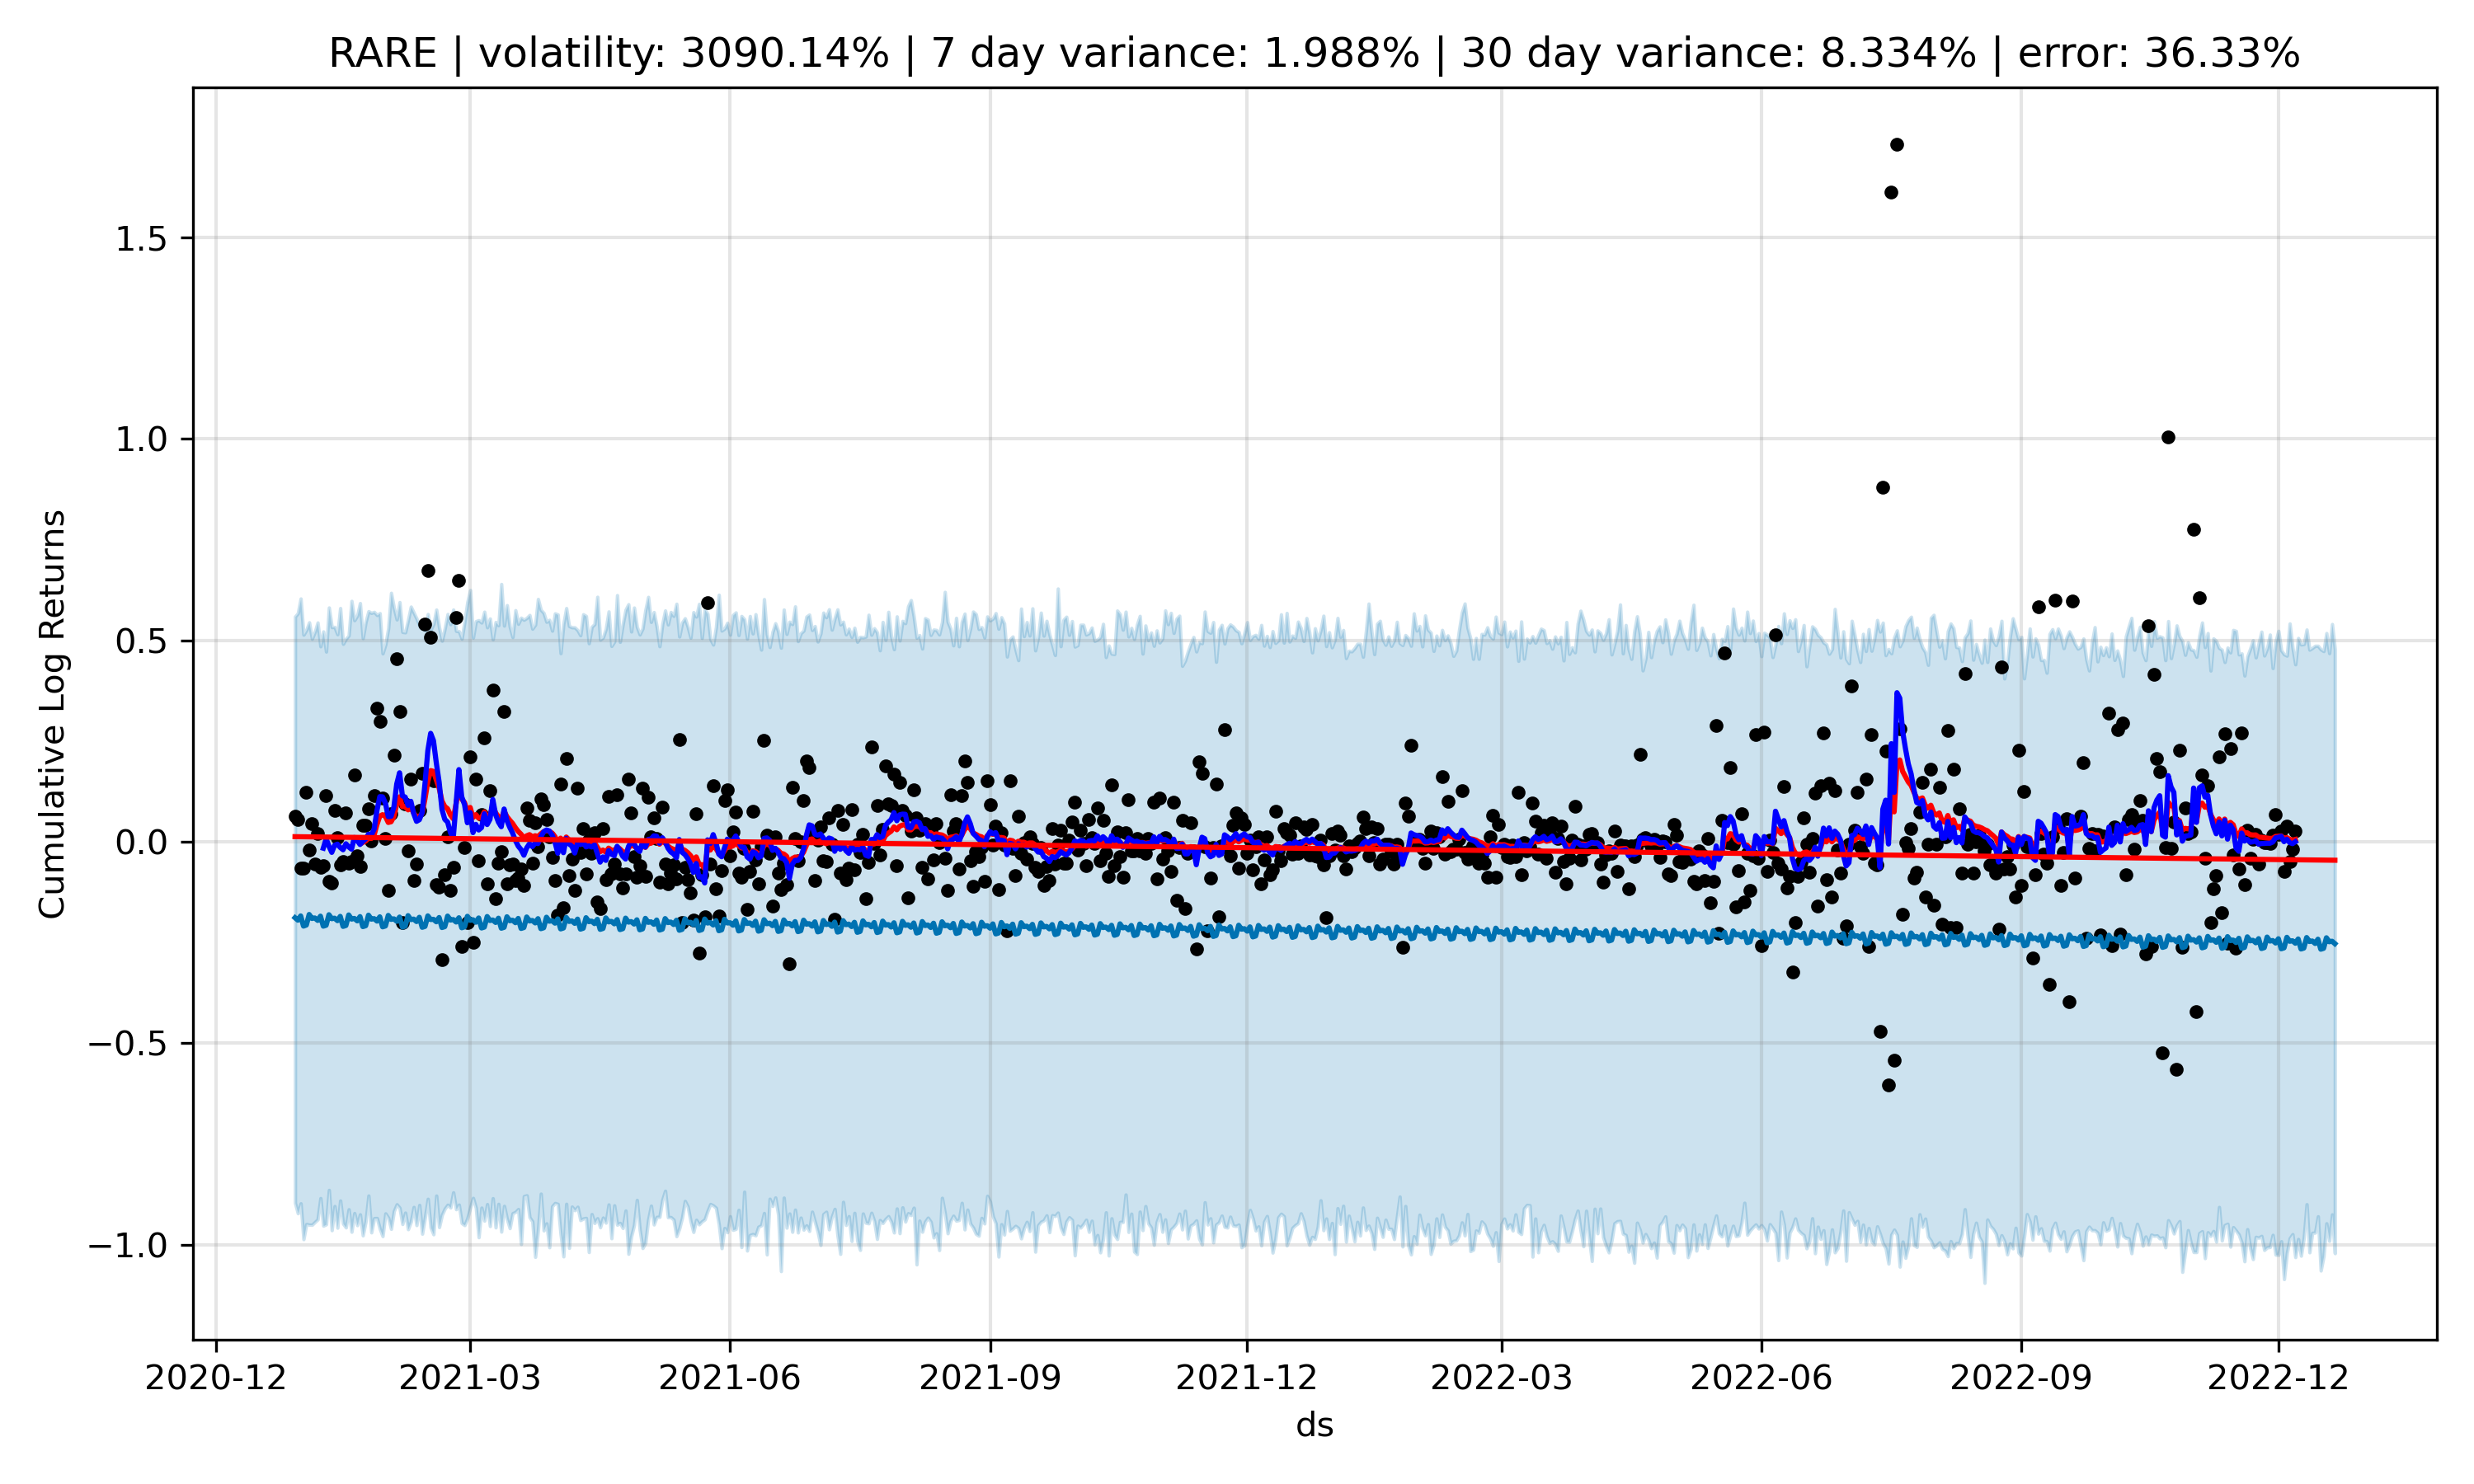 RARE | volatility: 3090.14% | 7 day variance: 1.988% | 30 day variance: 8.334% | error: 36.33%
Cumulative Log Returns
1.5
1.0
0.5
0.0
−0.5
−1.0
2020-12 2021-03 2021-06 2021-09 2021-12 2022-03 2022-06 2022-09 2022-12
ds